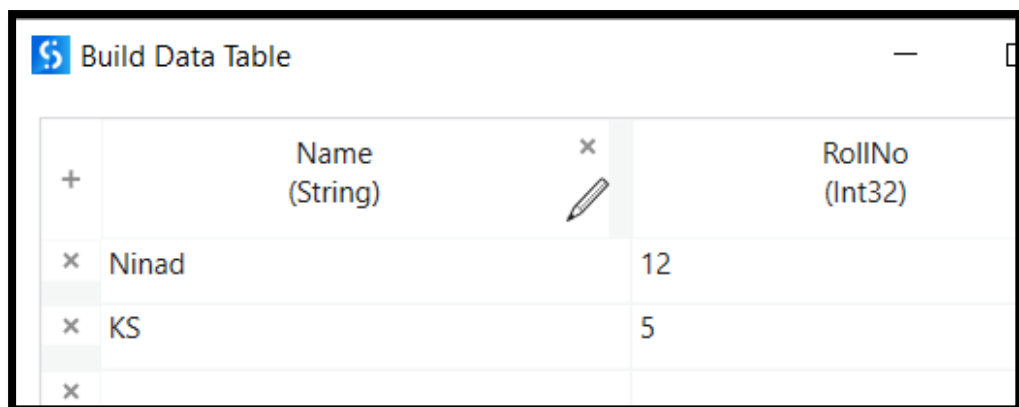 Build Data Table
Name RollNo
(String) (Int32)
Ninad 12
KS 5